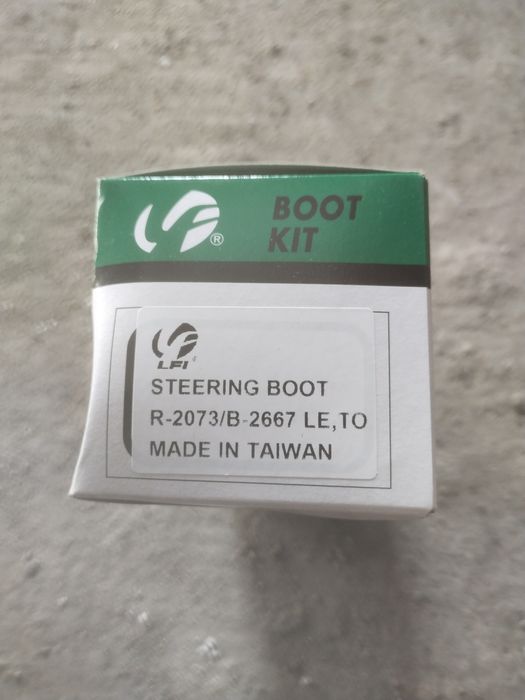 BOOT
KIT
®
LFI
STEERING BOOT
R-2073/B-2667 LE,TO
MADE IN TAIWAN